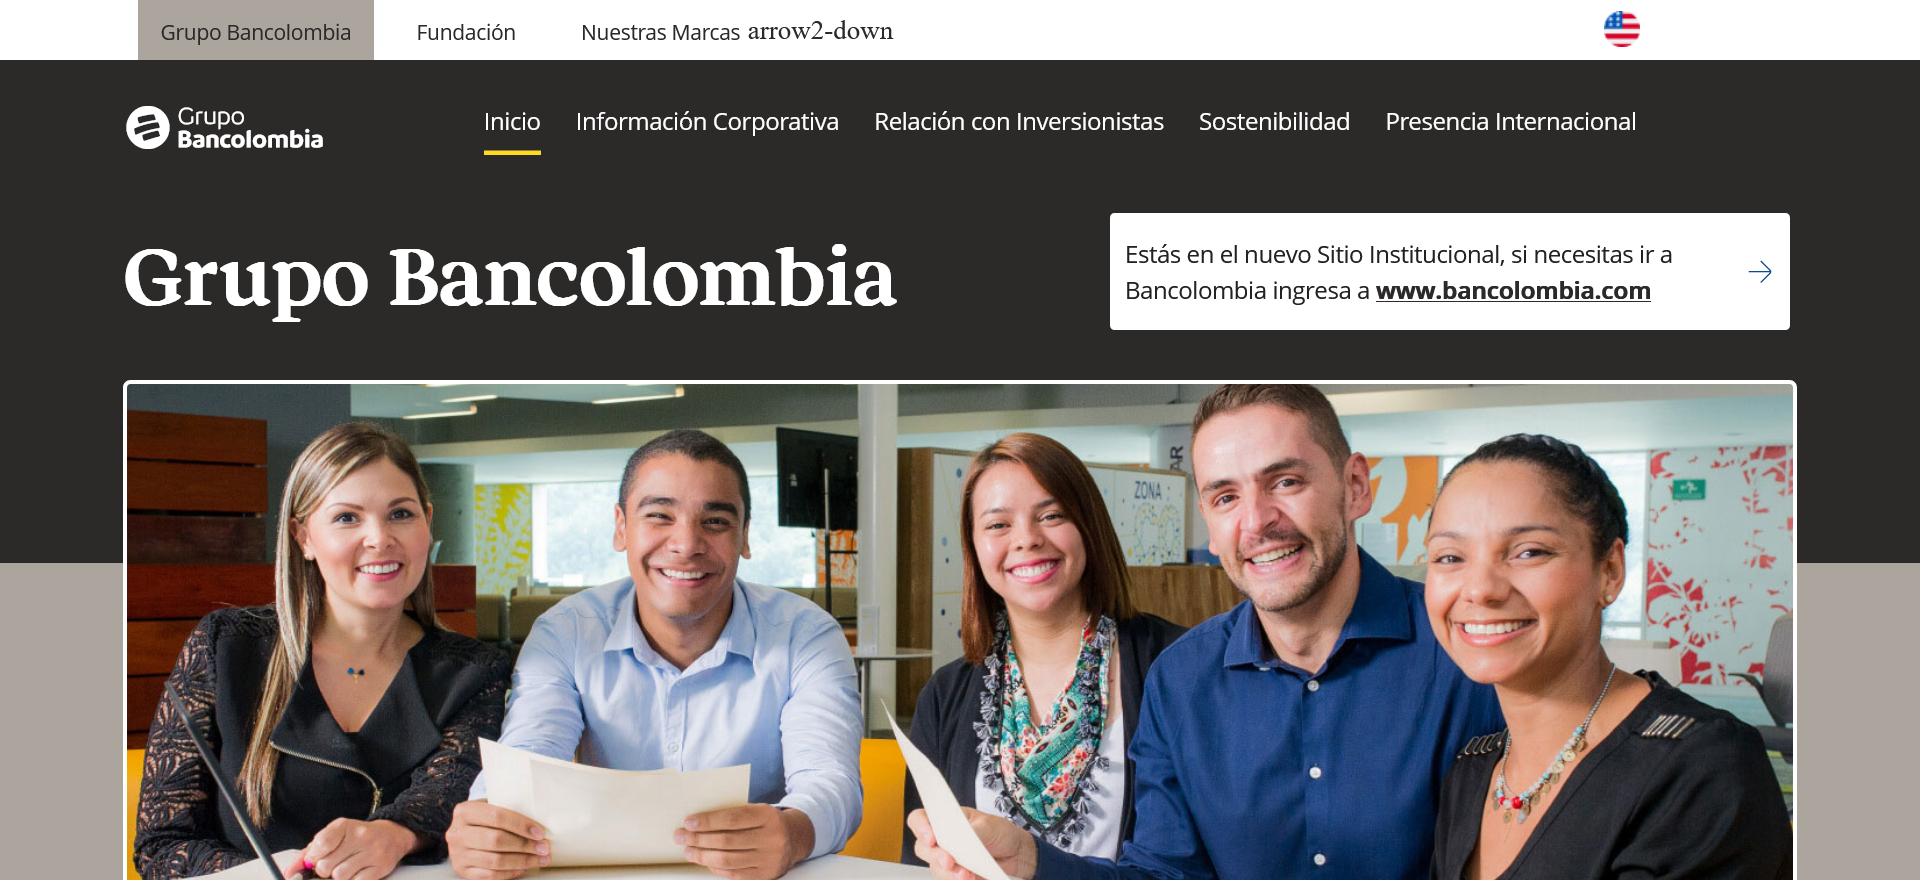 Grupo Bancolombia
Fundación
Nuestras Marcas arrow2-down
Grupo
Bancolombia
Inicio
Información Corporativa
Relación con Inversionistas
Sostenibilidad
Presencia Internacional
Grupo Bancolombia
Estás en el nuevo Sitio Institucional, si necesitas ir a
Bancolombia ingresa a www.bancolombia.com
ZONA
AR